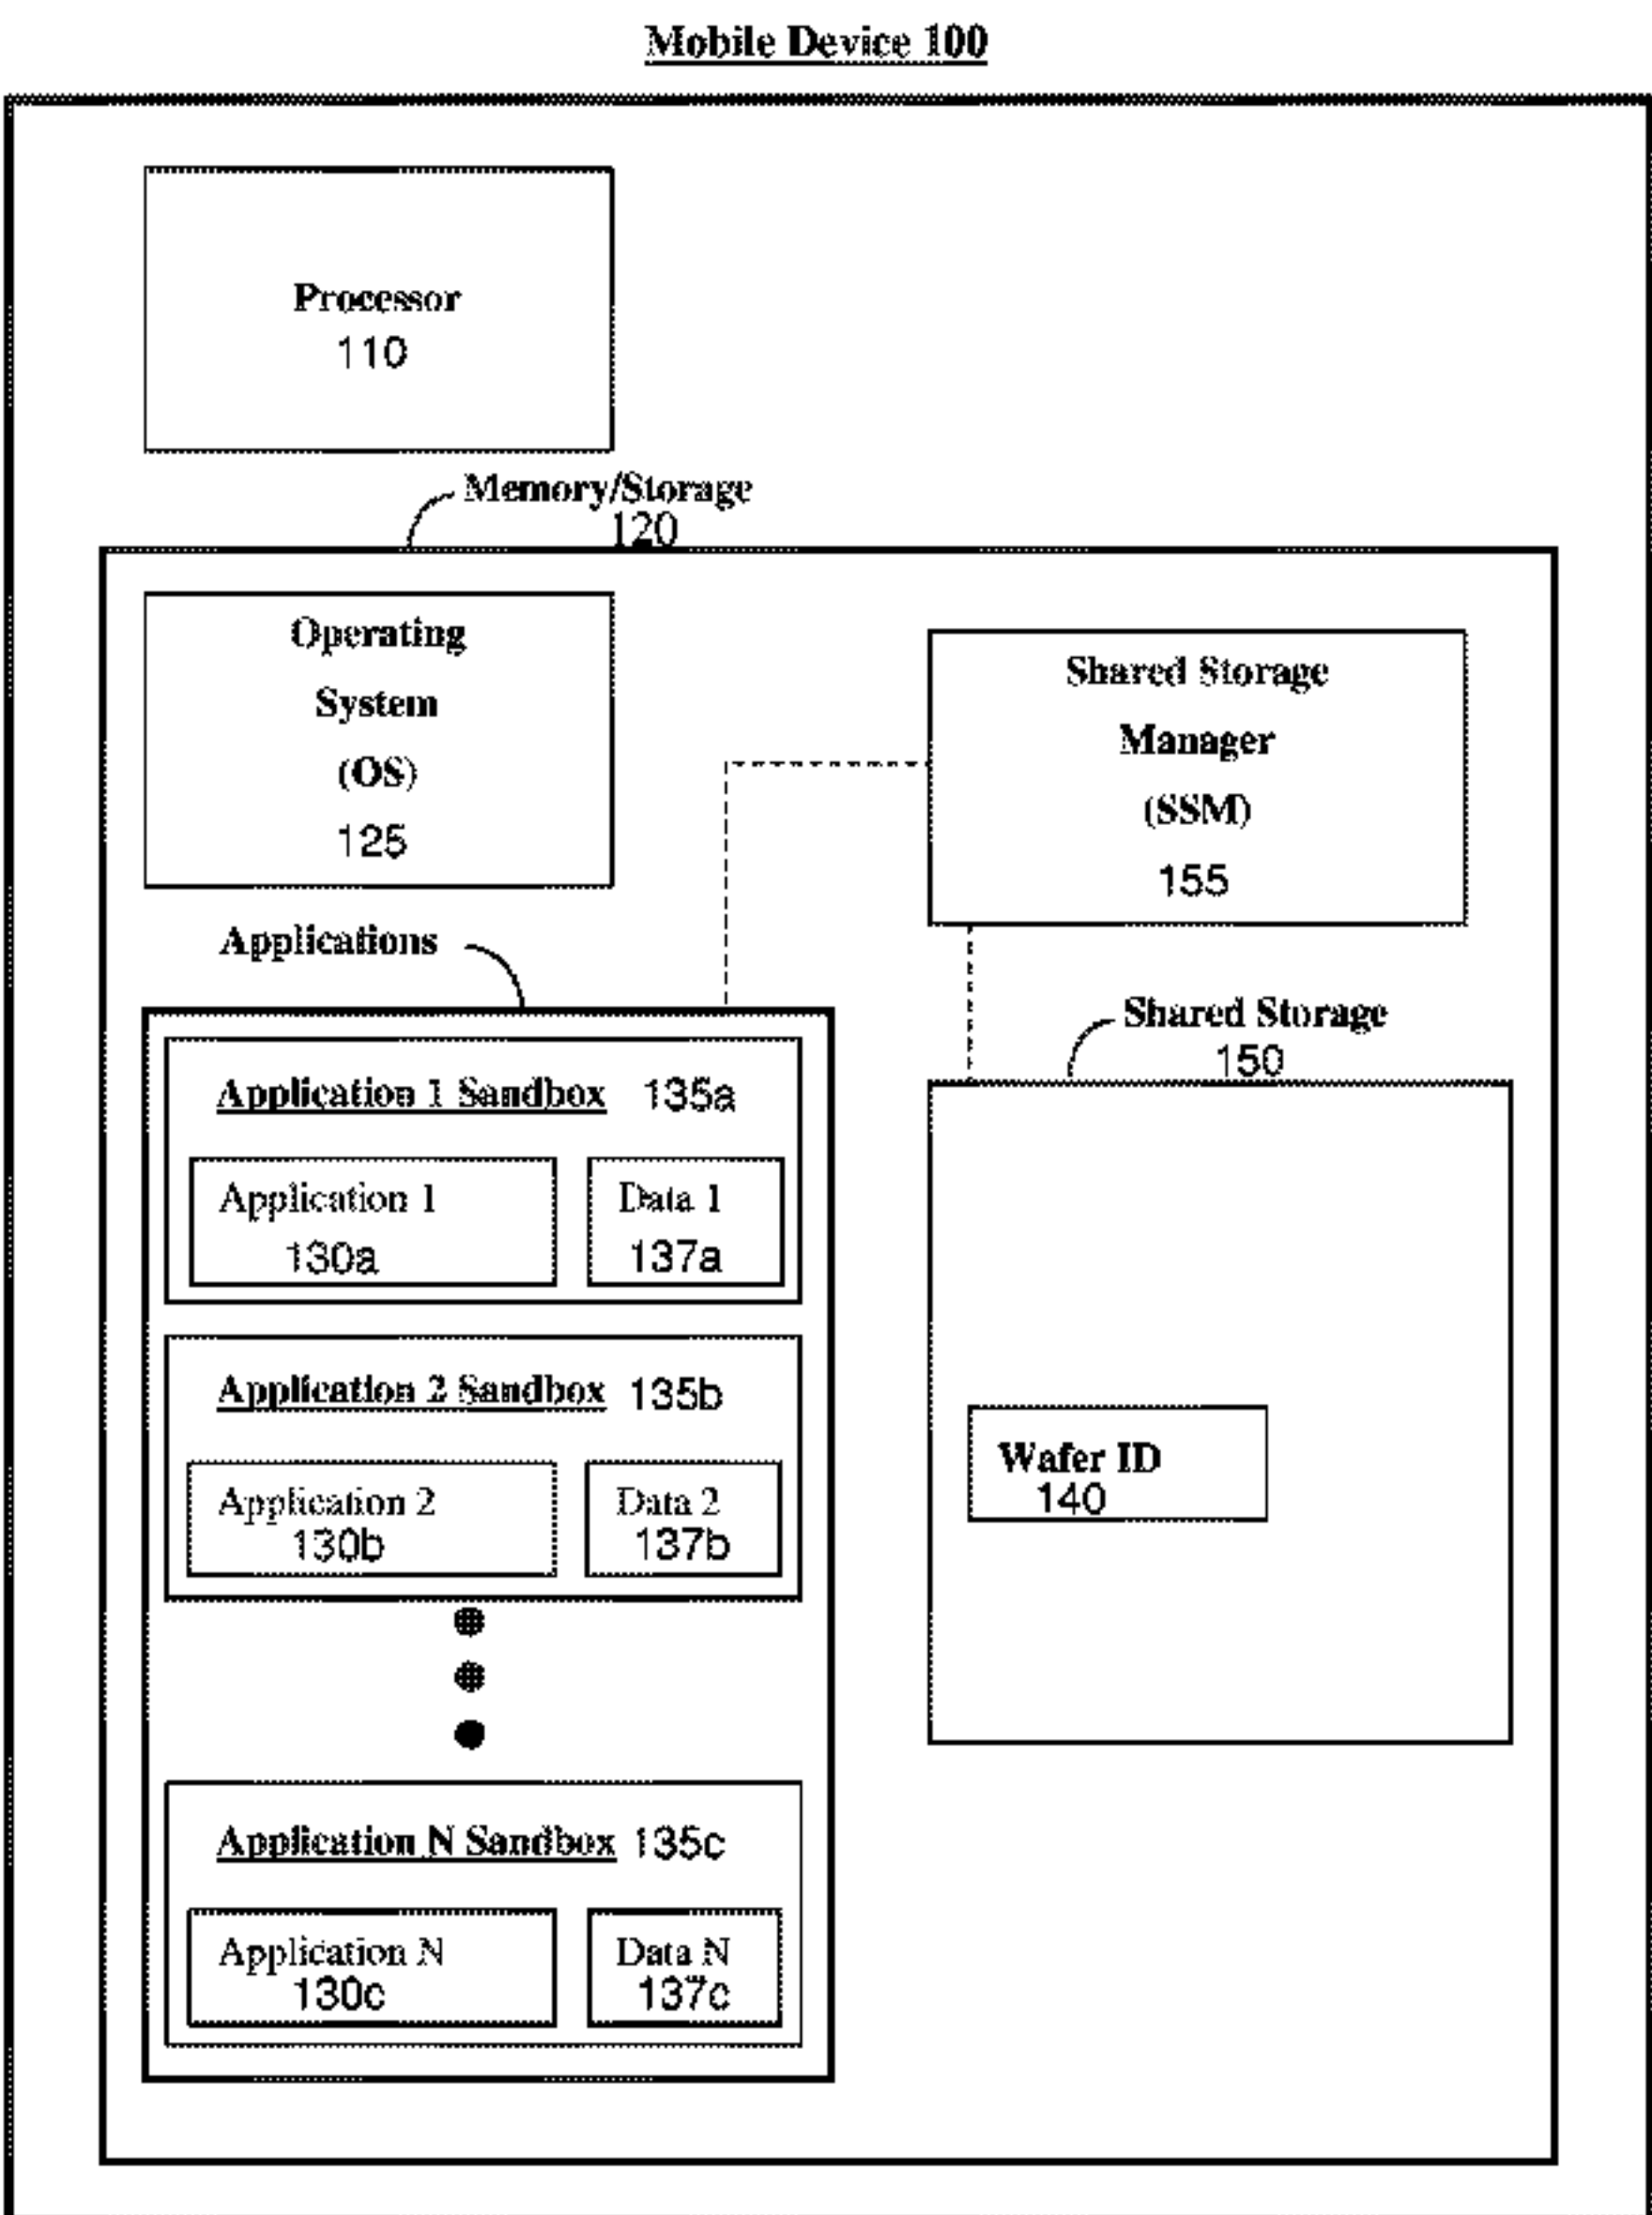 Mobile Device 100
Processor
110
Memory/Storage
120
Operating
System
(OS)
125
Shared Storage
Manager
(SSM)
155
Applications
Shared Storage
150
Application 1 Sandbox 135a
Application 1
130a
Data 1
137a
Application 2 Sandbox 135b
Application 2
130b
Data 2
137b
Wafer ID
140
Application N Sandbox 135c
Application N
130c
Data N
137c